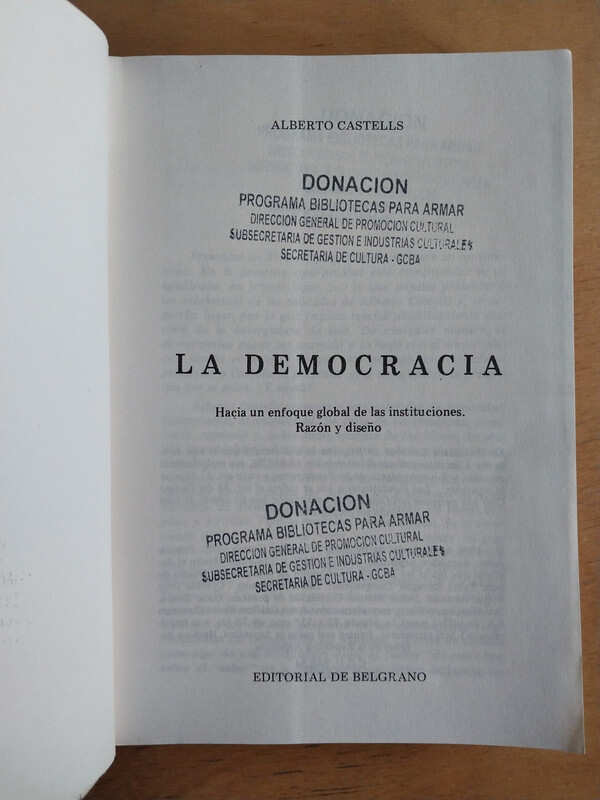 ALBERTO CASTELLS
DONACION
PROGRAMA BIBLIOTECAS PARA ARMAR
DIRECCION GENERAL DE PROMOCION CULTURAL
SUBSECRETARIA DE GESTION E INDUSTRIAS CULTURALES
SECRETARIA DE CULTURA - GCBA
LA DEMOCRACIA
Hacia un enfoque global de las instituciones.
Razón y diseño
DONACION
PROGRAMA BIBLIOTECAS PARA ARMAR
DIRECCION GENERAL DE PROMOCION CULTURAL
SUBSECRETARIA DE GESTION E INDUSTRIAS CULTURALES
SECRETARIA DE CULTURA - GCBA
EDITORIAL DE BELGRANO